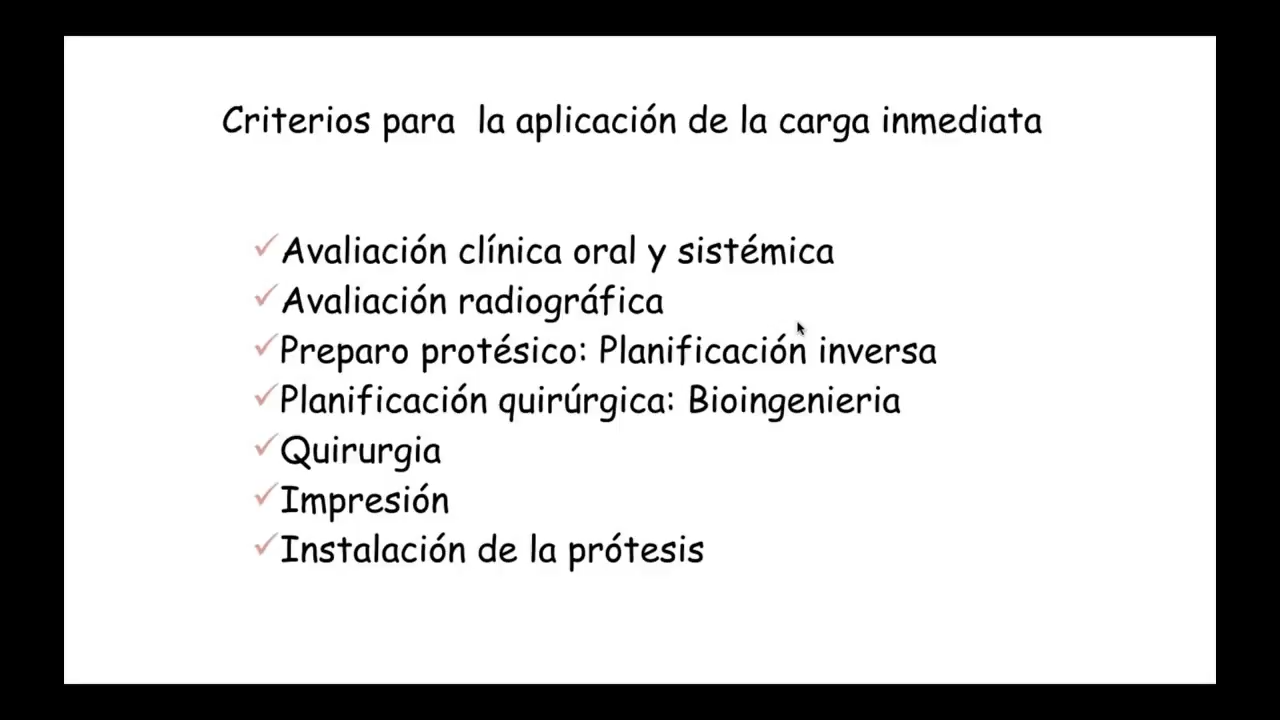 Criterios para la aplicación de la carga inmediata
✓Avaliación clínica oral y sistémica
✓Avaliación radiográfica
✓Preparo protésico: Planificación inversa
✓Planificación quirúrgica: Bioingenieria
✓Quirurgia
✓Impresión
✓Instalación de la prótesis